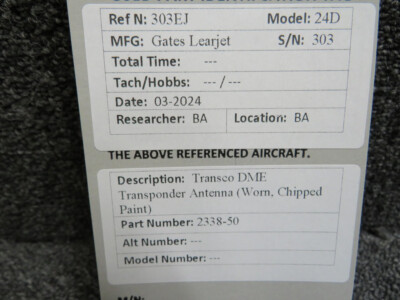 Ref N: 303EJ Model: 24D
MFG: Gates Learjet S/N: 303
Total Time: ---
Tach/Hobbs: --- / ---
Date: 03-2024
Researcher: BA Location: BA
THE ABOVE REFERENCED AIRCRAFT.
Description: Transco DME
Transponder Antenna (Worn, Chipped
Paint)
Part Number: 2338-50
Alt Number: ---
Model Number: ---